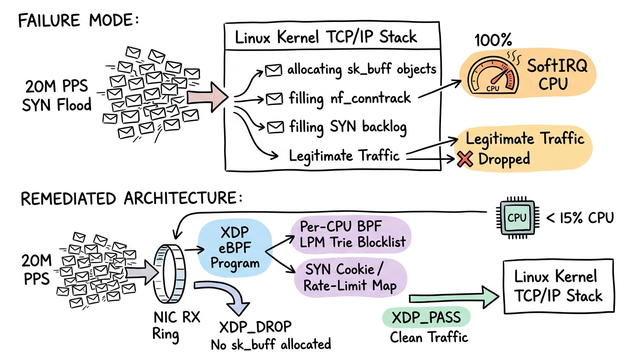 FAILURE MODE:
20M PPS
SYN Flood
Linux Kernel TCP/IP Stack
allocating sk_buff objects
filling nf_conntrack
filling SYN backlog
Legitimate Traffic
100%
CPU
SoftIRQ
CPU
Legitimate Traffic
Dropped
REMEDIATED ARCHITECTURE:
20M
PPS
NIC RX
Ring
XDP
eBPF
Program
Per-CPU BPF
LPM Trie Blocklist
SYN Cookie/
Rate-Limit Map
CPU
< 15% CPU
XDP_DROP
No sk_buff allocated
XDP_PASS
Clean Traffic
Linux Kernel
TCP/IP Stack